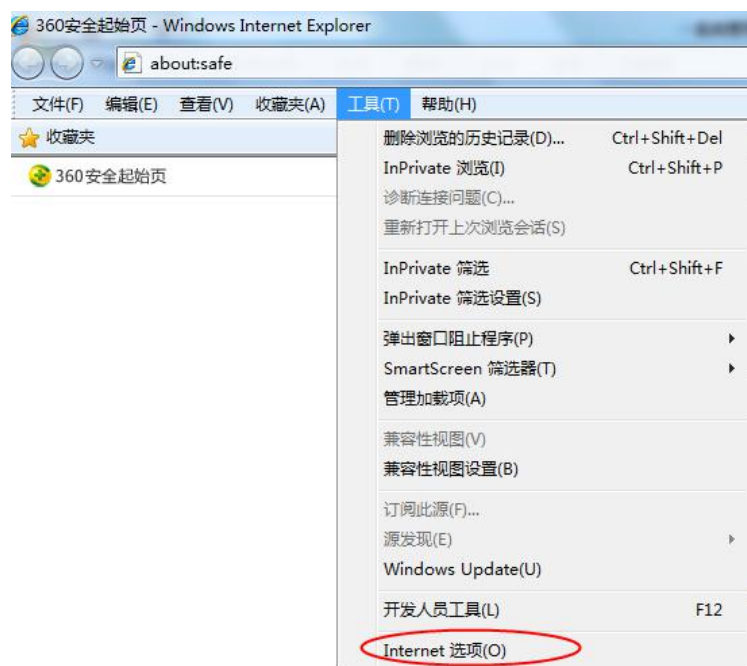 360安全起始页 - Windows Internet Explorer
about:safe
文件(F) 编辑(E) 查看(V) 收藏夹(A) 工具(T) 帮助(H)
收藏夹
360安全起始页
删除浏览的历史记录(D)... Ctrl+Shift+Del
InPrivate 浏览(I) Ctrl+Shift+P
诊断连接问题(C)...
重新打开上次浏览会话(S)
InPrivate 筛选 Ctrl+Shift+F
InPrivate 筛选设置(S)
弹出窗口阻止程序(P)
SmartScreen 筛选器(T)
管理加载项(A)
兼容性视图(V)
兼容性视图设置(B)
订阅此源(F)...
源发现(E)
Windows Update(U)
开发人员工具(L) F12
Internet 选项(O)